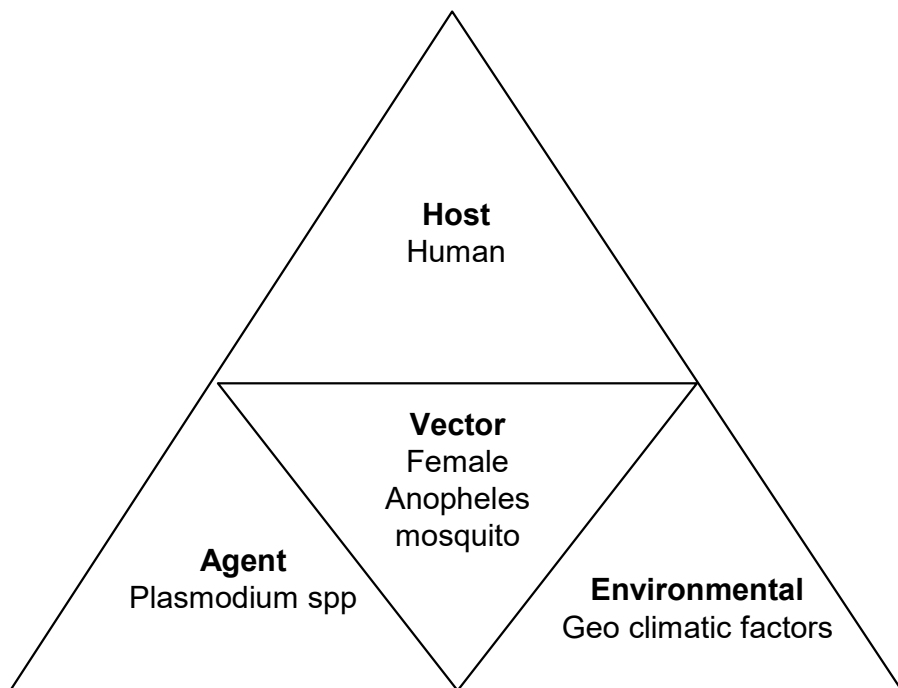 Host
Human
Vector
Female
Anopheles
mosquito
Agent
Plasmodium spp
Environmental
Geo climatic factors